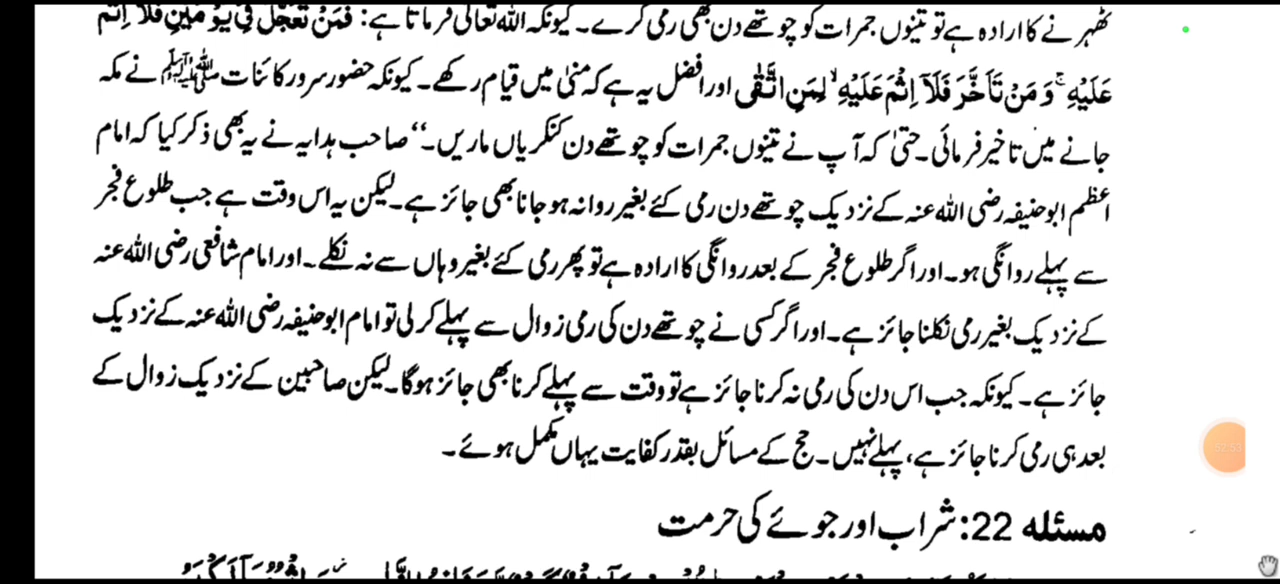 ٹھہرنے کا ارادہ ہے تو تینوں جمرات کو چوتھے دن بھی رمی کرے۔ کیونکہ اللہ تعالیٰ فرماتا ہے: فَمَنْ تَعَجَّلَ فِيْ يَوْمَيْنِ فَلَآ اِثْمَ
عَلَيْهِ ۚ وَمَنْ تَاَخَّرَ فَلَآ اِثْمَ عَلَيْهِ ۙ لِمَنِ اتَّقٰى اور افضل یہ ہے کہ منیٰ میں قیام رکھے۔ کیونکہ حضور سرور کائنات ﷺ نے مکہ
جانے میں تاخیر فرمائی۔ حتیٰ کہ آپ نے تینوں جمرات کو چوتھے دن کنکریاں ماریں۔‘‘ صاحب ہدایہ نے یہ بھی ذکر کیا کہ امام
اعظم ابوحنیفہ رضی اللہ عنہ کے نزدیک چوتھے دن رمی کئے بغیر روانہ ہو جانا بھی جائز ہے۔ لیکن یہ اس وقت ہے جب طلوع فجر
سے پہلے روانگی ہو۔ اور اگر طلوع فجر کے بعد روانگی کا ارادہ ہے تو پھر رمی کئے بغیر وہاں سے نہ نکلے۔ اور امام شافعی رضی اللہ عنہ
کے نزدیک بغیر رمی نکلنا جائز ہے۔ اور اگر کسی نے چوتھے دن کی رمی زوال سے پہلے کر لی تو امام ابوحنیفہ رضی اللہ عنہ کے نزدیک
جائز ہے۔ کیونکہ جب اس دن کی رمی نہ کرنا جائز ہے تو وقت سے پہلے کرنا بھی جائز ہوگا۔ لیکن صاحبین کے نزدیک زوال کے
بعد ہی رمی کرنا جائز ہے، پہلے نہیں۔ حج کے مسائل بقدر کفایت یہاں مکمل ہوئے۔
مسئلہ 22: شراب اور جوئے کی حرمت